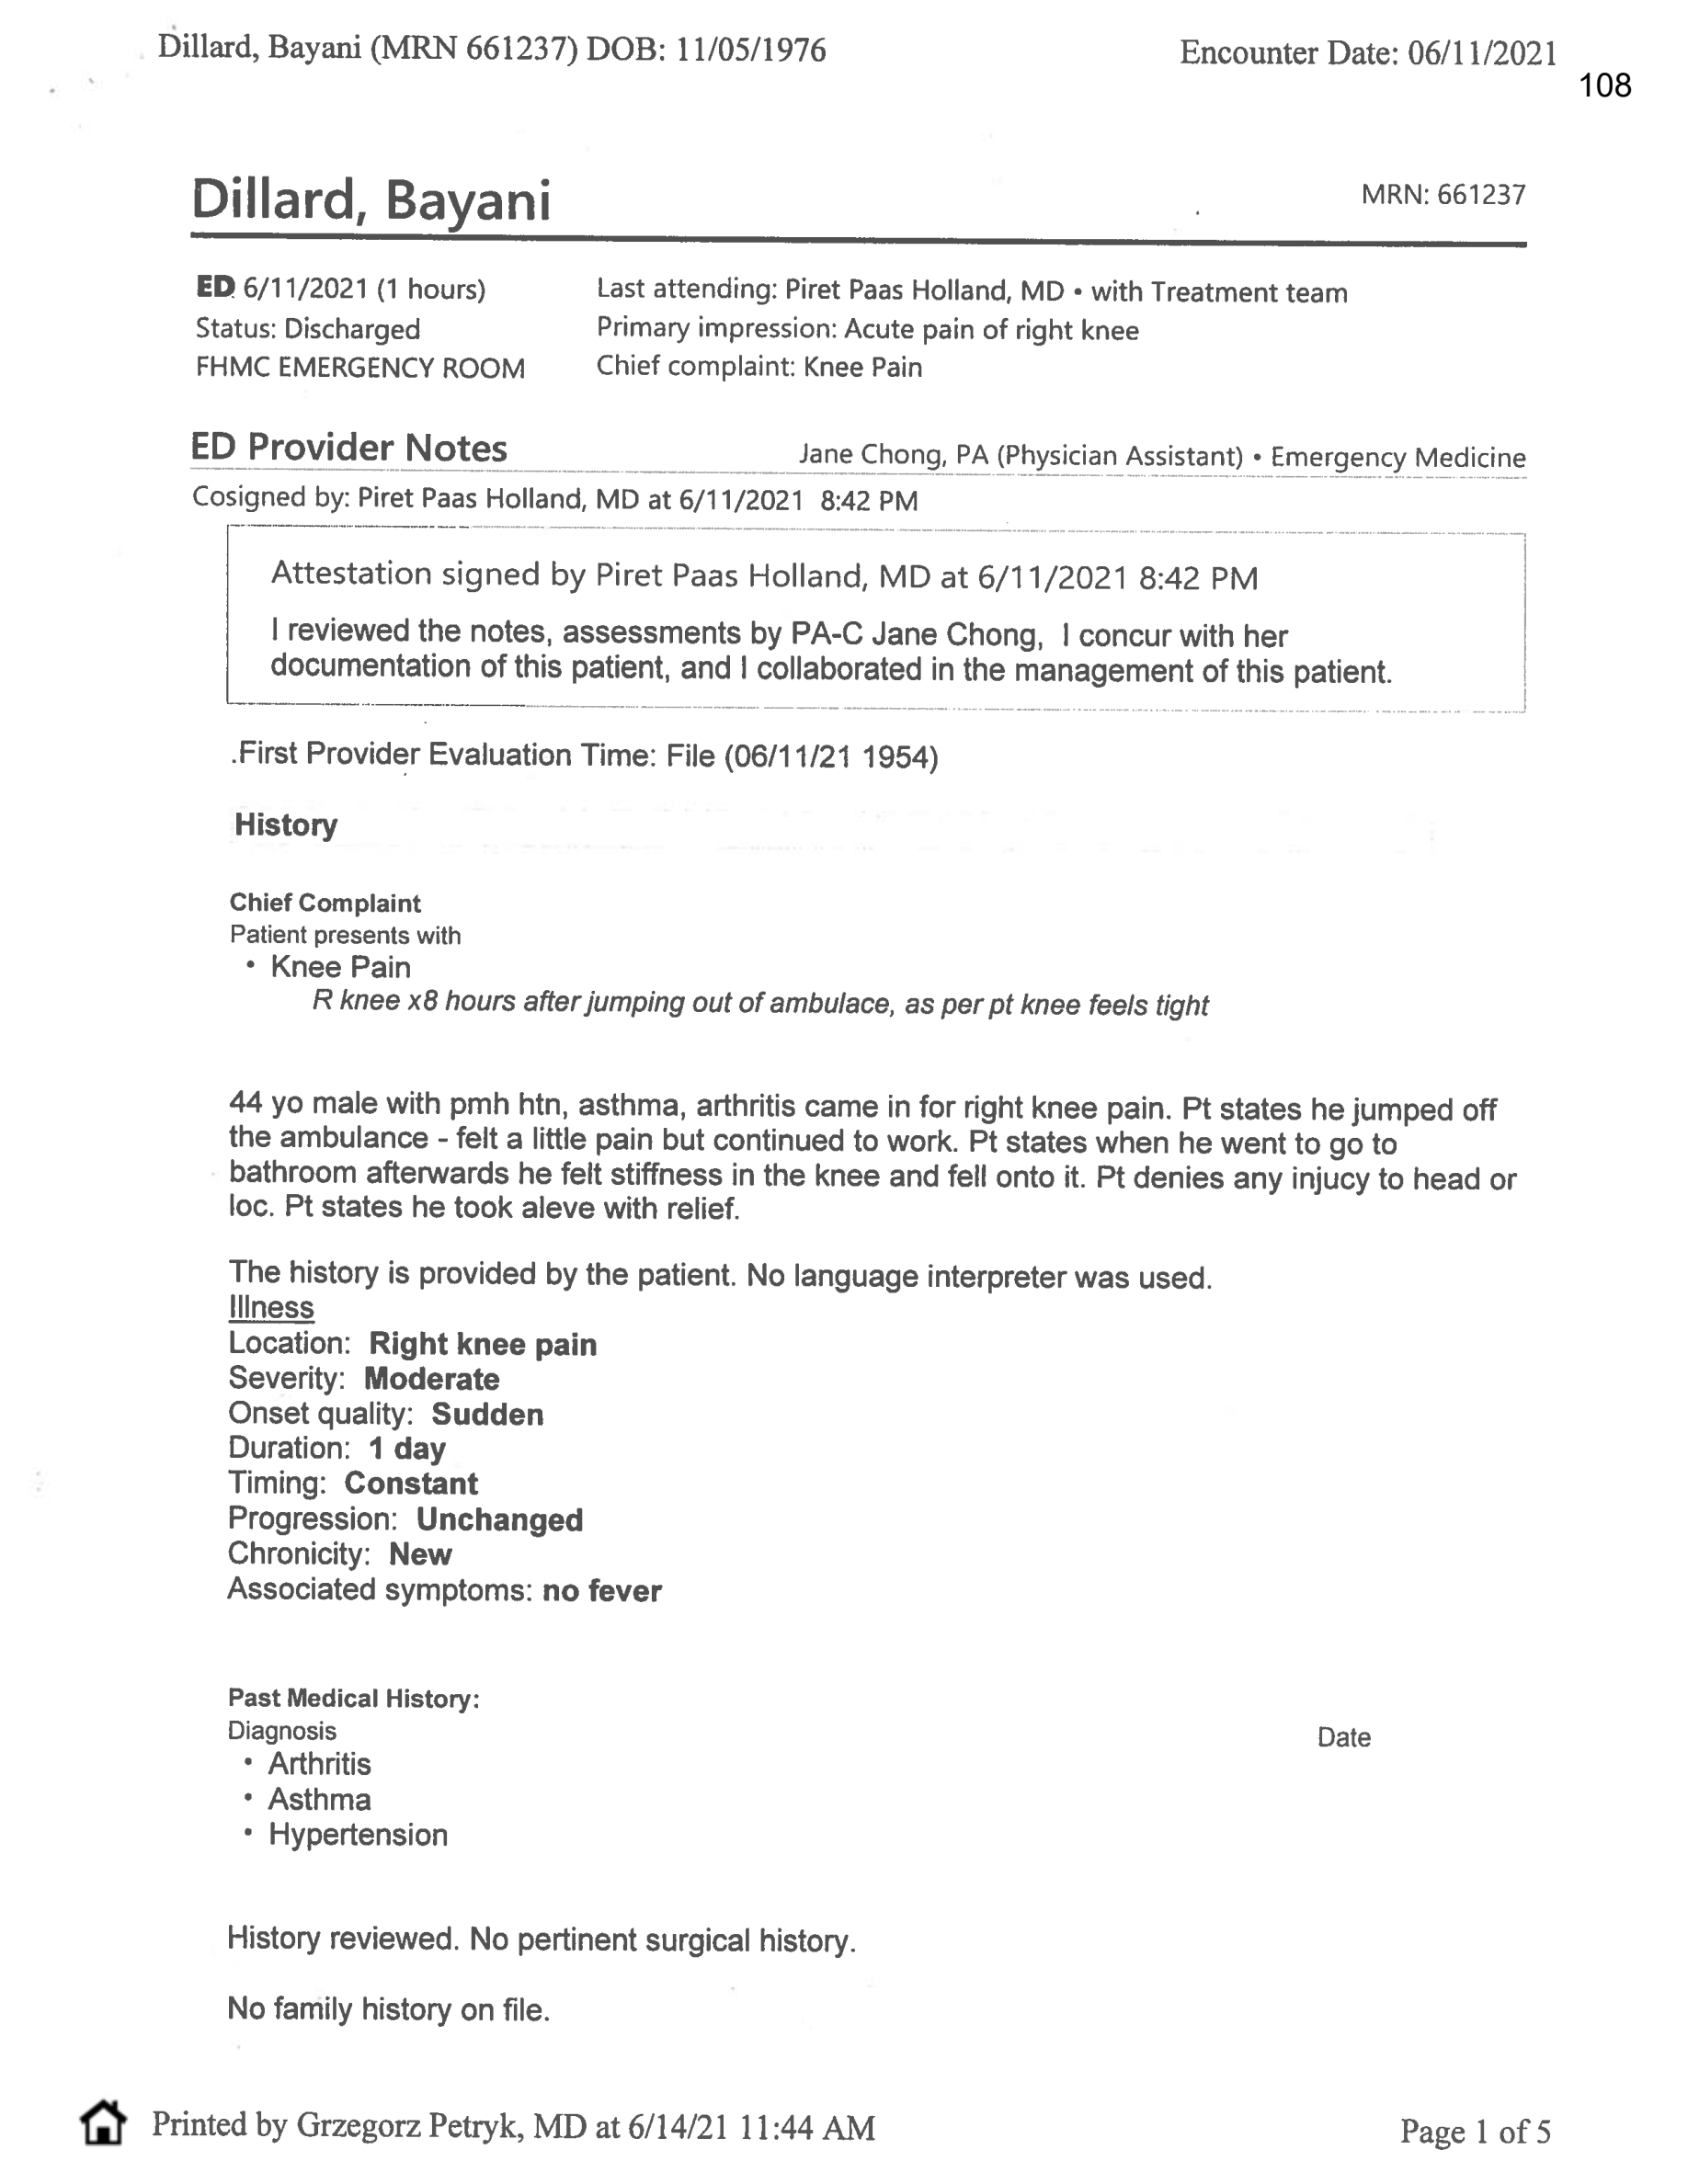 Dillard, Bayani (MRN 661237) DOB: 11/05/1976 Encounter Date: 06/11/2021
108
Dillard, Bayani MRN: 661237
ED 6/11/2021 (1 hours) Last attending: Piret Paas Holland, MD • with Treatment team
Status: Discharged Primary impression: Acute pain of right knee
FHMC EMERGENCY ROOM Chief complaint: Knee Pain
ED Provider Notes Jane Chong, PA (Physician Assistant) • Emergency Medicine
Cosigned by: Piret Paas Holland, MD at 6/11/2021 8:42 PM
Attestation signed by Piret Paas Holland, MD at 6/11/2021 8:42 PM
I reviewed the notes, assessments by PA-C Jane Chong, I concur with her
documentation of this patient, and I collaborated in the management of this patient.
.First Provider Evaluation Time: File (06/11/21 1954)
History
Chief Complaint
Patient presents with
• Knee Pain
R knee x8 hours after jumping out of ambulace, as per pt knee feels tight
44 yo male with pmh htn, asthma, arthritis came in for right knee pain. Pt states he jumped off
the ambulance - felt a little pain but continued to work. Pt states when he went to go to
bathroom afterwards he felt stiffness in the knee and fell onto it. Pt denies any injucy to head or
loc. Pt states he took aleve with relief.
The history is provided by the patient. No language interpreter was used.
Illness
Location: Right knee pain
Severity: Moderate
Onset quality: Sudden
Duration: 1 day
Timing: Constant
Progression: Unchanged
Chronicity: New
Associated symptoms: no fever
Past Medical History:
Diagnosis Date
• Arthritis
• Asthma
• Hypertension
History reviewed. No pertinent surgical history.
No family history on file.
Printed by Grzegorz Petryk, MD at 6/14/21 11:44 AM Page 1 of 5